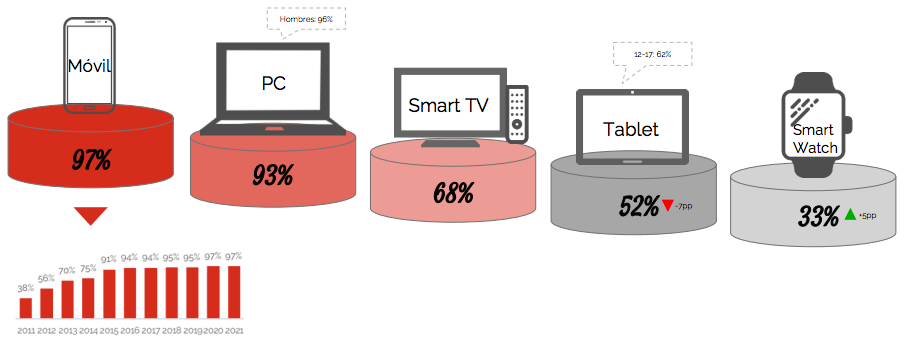 Hombres: 96%
12-17: 62%
Móvil
PC
Smart TV
Tablet
Smart
Watch
97%
93%
68%
52%
-7pp
33%
+5pp
38%
56%
70%
75%
91%
94%
94%
95%
95%
97%
97%
2011 2012 2013 2014 2015 2016 2017 2018 2019 2020 2021